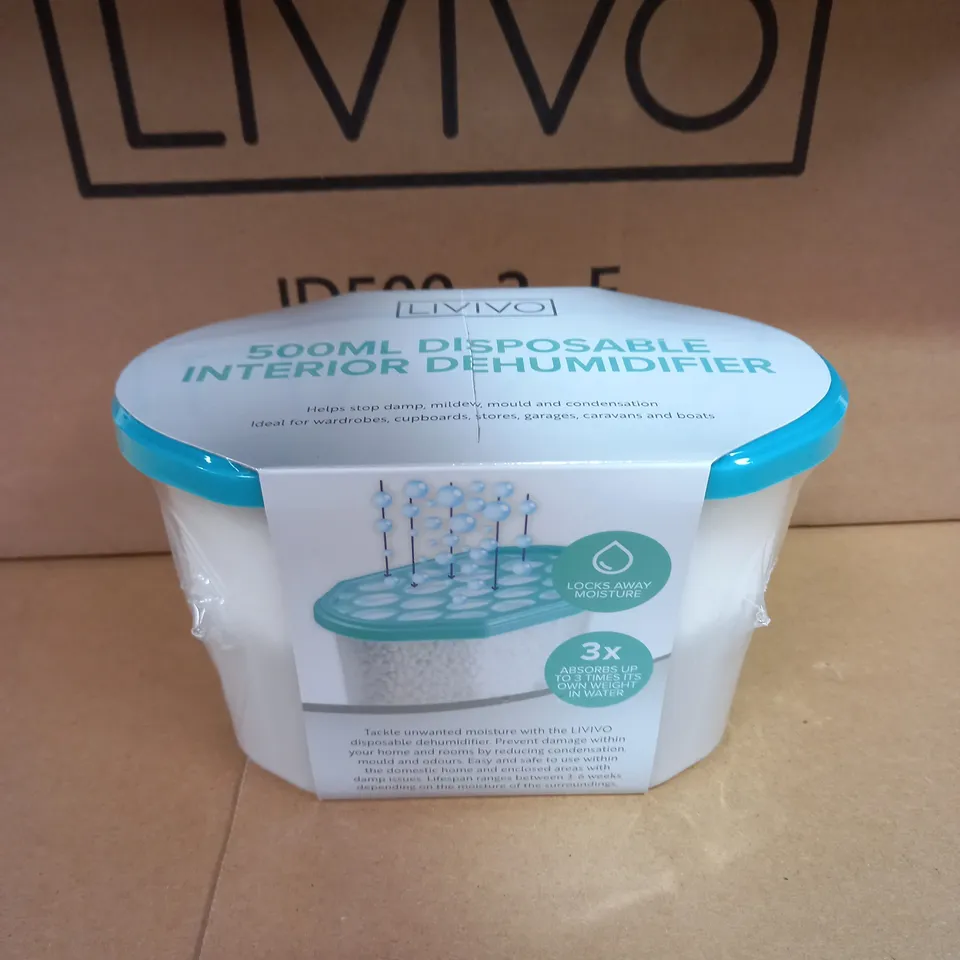 LIVIVO
LIVIVO
500ML DISPOSABLE
INTERIOR DEHUMIDIFIER
Helps stop damp, mildew, mould and condensation
Ideal for wardrobes, cupboards, stores, garages, caravans and boats
LOCKS AWAY
MOISTURE
3x
ABSORBS UP
TO 3 TIMES ITS
OWN WEIGHT
IN WATER
Tackle unwanted moisture with the LIVIVO
disposable dehumidifier. Prevent damage within
your home and rooms by reducing condensation,
mould and odours. Easy and safe to use within
the domestic home and enclosed areas with
damp issues. Lifespan ranges between 3-6 weeks
depending on the moisture of the surroundings.